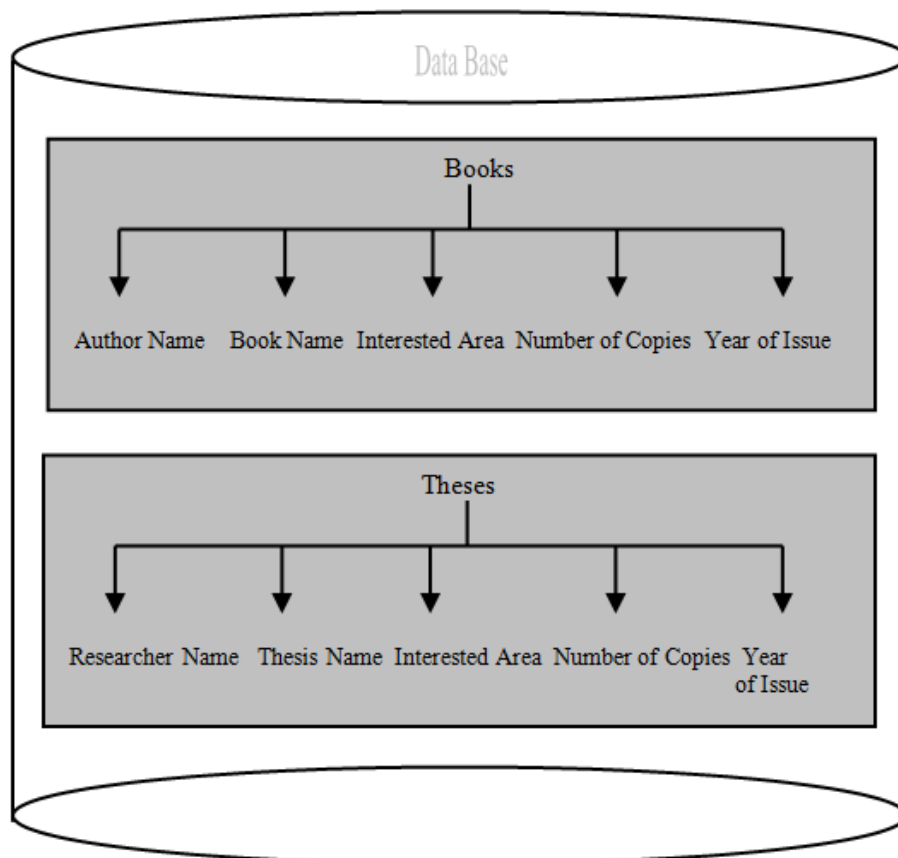 Data Base
Books
Author Name Book Name Interested Area Number of Copies Year of Issue
Theses
Researcher Name Thesis Name Interested Area Number of Copies Year
of Issue